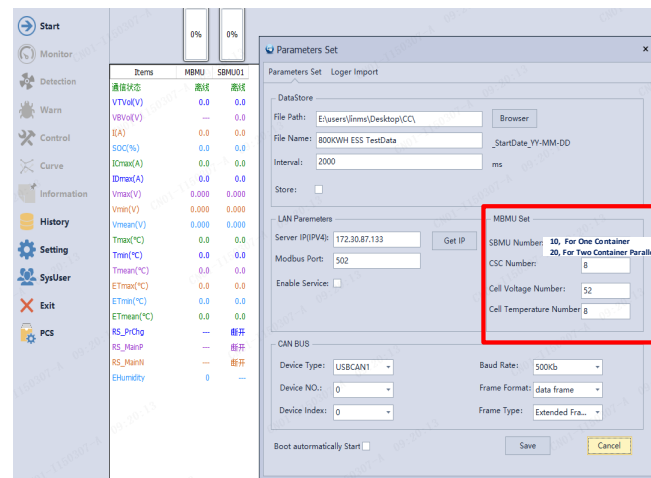 Start
Monitor
Detection
Warn
Control
Curve
Information
History
Setting
SysUser
Exit
PCS
0% 0%
Items MBMU SBMU01
通信状态 离线 离线
VTVol(V) 0.0 0.0
VBVol(V) --- 0.0
I(A) 0.0 0.0
SOC(%) 0.0 0.0
ICmax(A) 0.0 0.0
IDmax(A) 0.0 0.0
Vmax(V) 0.000 0.000
Vmin(V) 0.000 0.000
Vmean(V) 0.000 0.000
Tmax(℃) 0.0 0.0
Tmin(℃) 0.0 0.0
Tmean(℃) 0.0 0.0
ETmax(℃) 0.0 0.0
ETmin(℃) 0.0 0.0
ETmean(℃) 0.0 0.0
RS_PrChg --- 断开
RS_MainP --- 断开
RS_MainN --- 断开
EHumidity 0 ---
Parameters Set ×
Parameters Set Loger Import
DataStore
File Path: E:\users\linms\Desktop\CC\ Browser
File Name: 800KWH ESS TestData _StartDate_YY-MM-DD
Interval: 2000 ms
Store:
LAN Parameters
Server IP(IPV4): 172.30.87.133 Get IP
Modbus Port: 502
Enable Service:
MBMU Set
SBMU Number: 10, For One Container
20, For Two Container Paralle
CSC Number: 8
Cell Voltage Number: 52
Cell Temperature Number 8
CAN BUS
Device Type: USBCAN1 Baud Rate: 500Kb
Device NO.: 0 Frame Format: data frame
Device Index: 0 Frame Type: Extended Fra...
Boot automatically Start Save Cancel